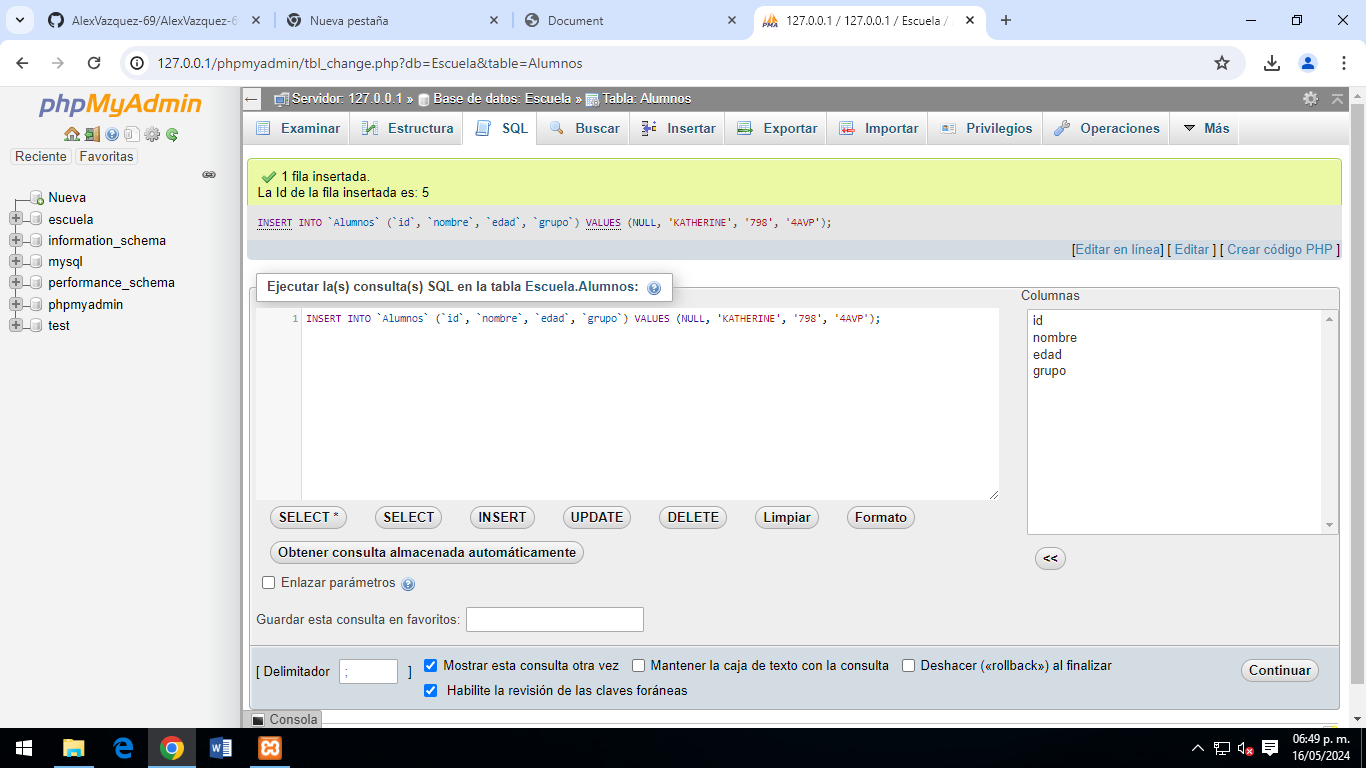 AlexVazquez-69/AlexVazquez-6
Nueva pestaña
Document
127.0.0.1 / 127.0.0.1 / Escuela /
127.0.0.1/phpmyadmin/tbl_change.php?db=Escuela&table=Alumnos
phpMyAdmin
Reciente Favoritas
Nueva
escuela
information_schema
mysql
performance_schema
phpmyadmin
test
Servidor: 127.0.0.1 » Base de datos: Escuela » Tabla: Alumnos
Examinar Estructura SQL Buscar Insertar Exportar Importar Privilegios Operaciones Más
1 fila insertada.
La Id de la fila insertada es: 5
INSERT INTO `Alumnos` (`id`, `nombre`, `edad`, `grupo`) VALUES (NULL, 'KATHERINE', '798', '4AVP');
[Editar en línea] [ Editar ] [ Crear código PHP ]
Ejecutar la(s) consulta(s) SQL en la tabla Escuela.Alumnos:
1 INSERT INTO `Alumnos` (`id`, `nombre`, `edad`, `grupo`) VALUES (NULL, 'KATHERINE', '798', '4AVP');
Columnas
id
nombre
edad
grupo
SELECT * SELECT INSERT UPDATE DELETE Limpiar Formato
Obtener consulta almacenada automáticamente
<<
Enlazar parámetros
Guardar esta consulta en favoritos:
[ Delimitador ; ]
Mostrar esta consulta otra vez Mantener la caja de texto con la consulta Deshacer («rollback») al finalizar
Habilite la revisión de las claves foráneas
Continuar
Consola
06:49 p. m.
16/05/2024